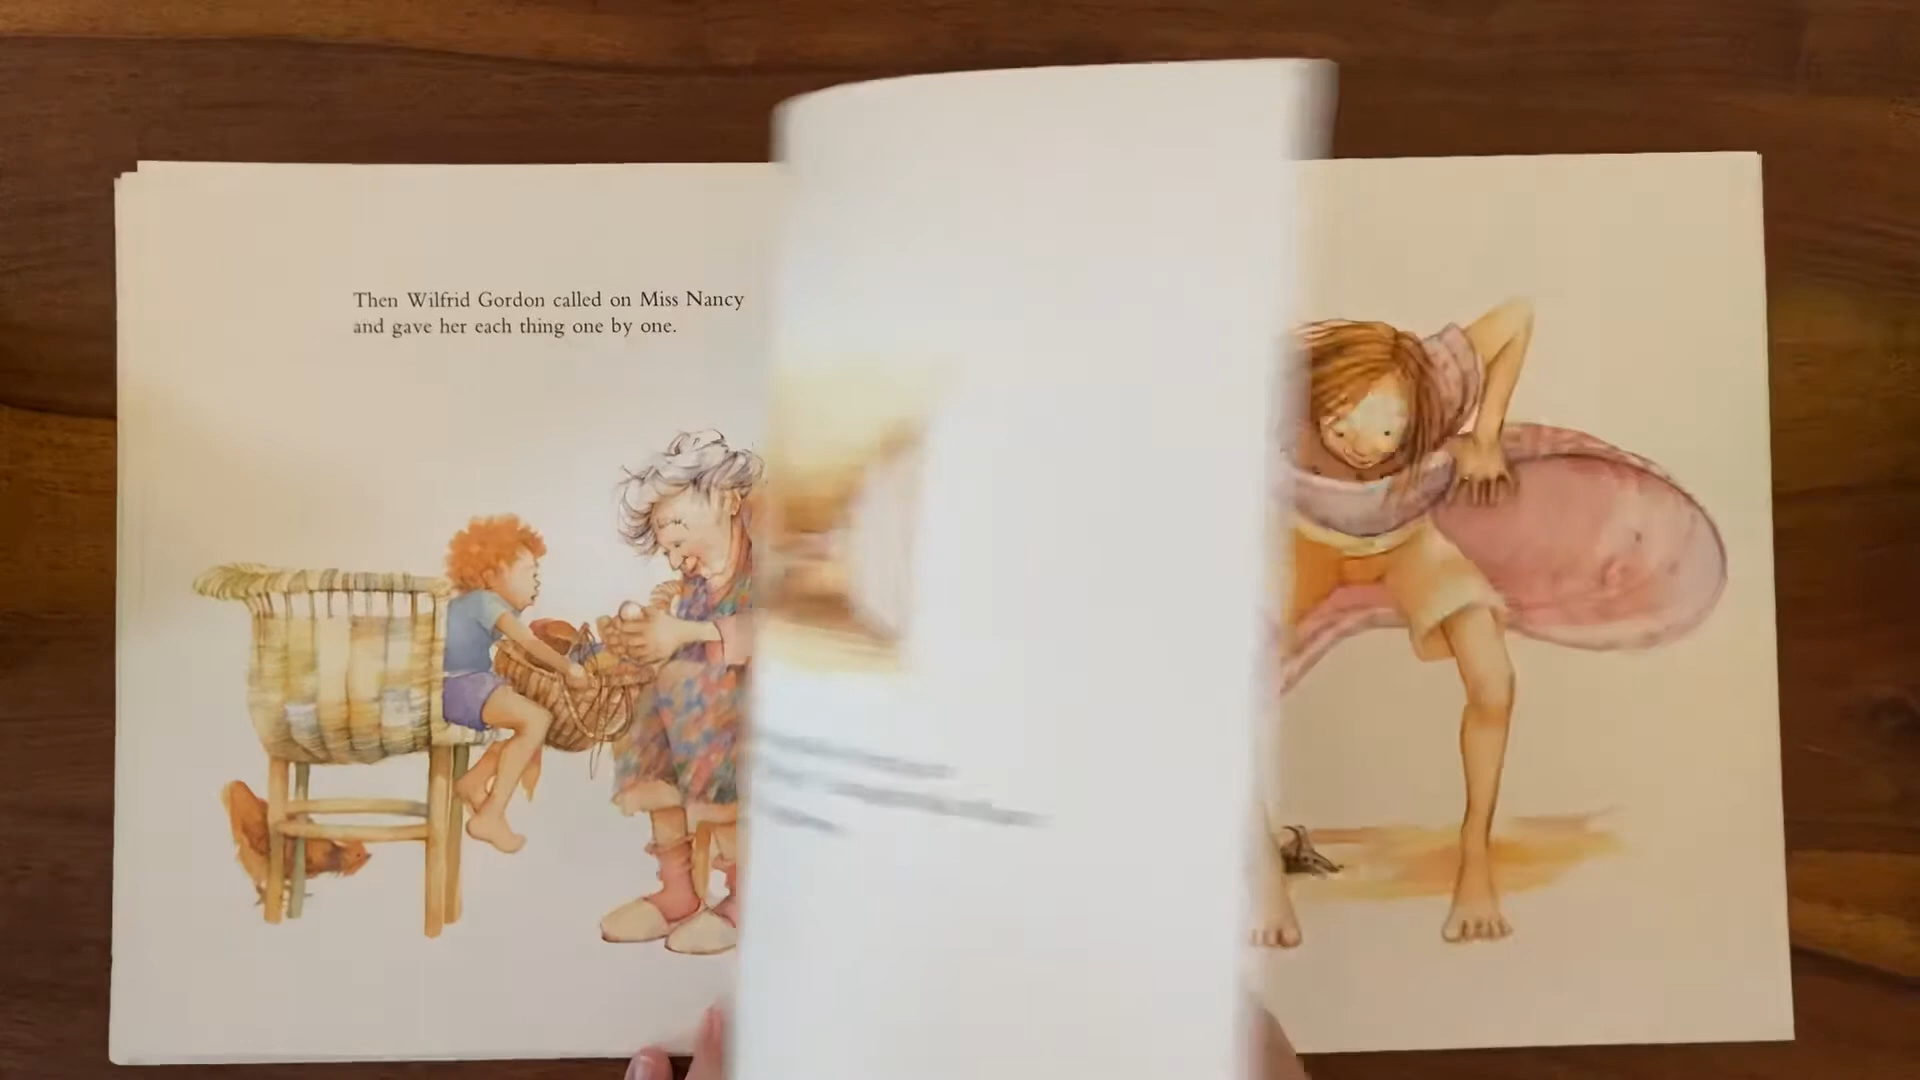 Then Wilfrid Gordon called on Miss Nancy
and gave her each thing one by one.